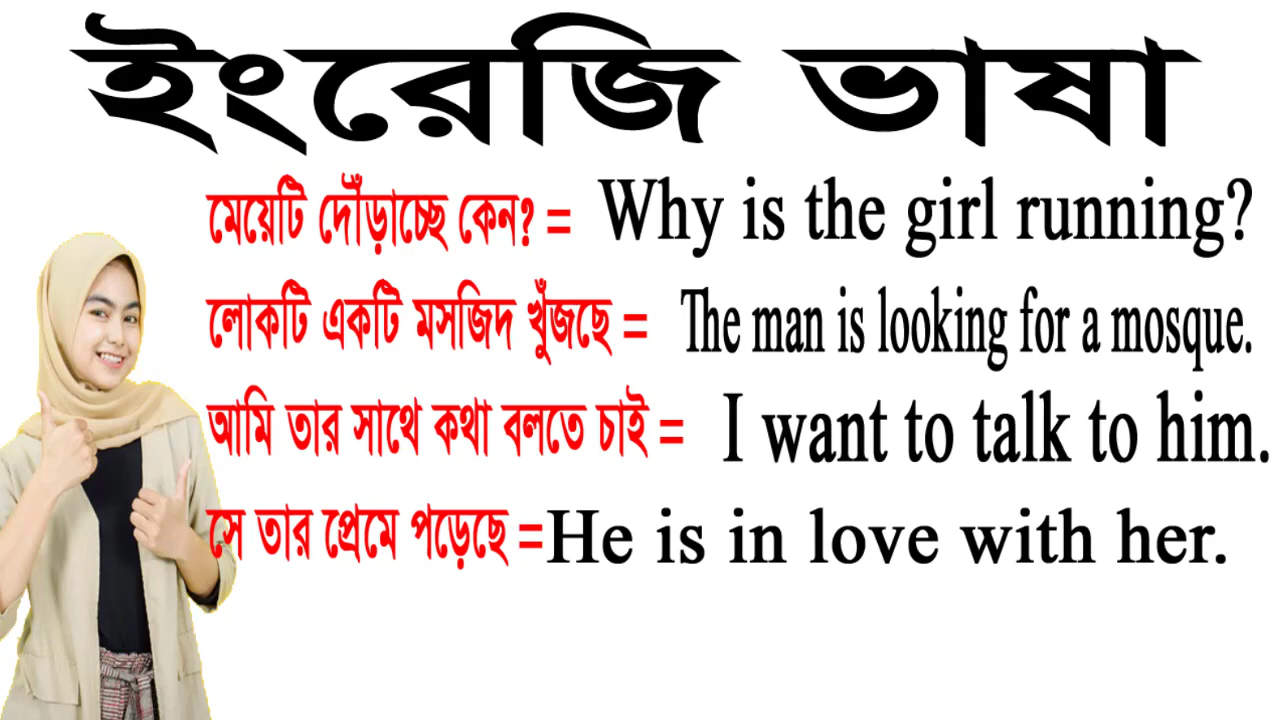 ইংরেজি ভাষা
মেয়েটি দৌঁড়াচ্ছে কেন? = Why is the girl running?
লোকটি একটি মসজিদ খুঁজছে = The man is looking for a mosque.
আমি তার সাথে কথা বলতে চাই = I want to talk to him.
সে তার প্রেমে পড়েছে =He is in love with her.